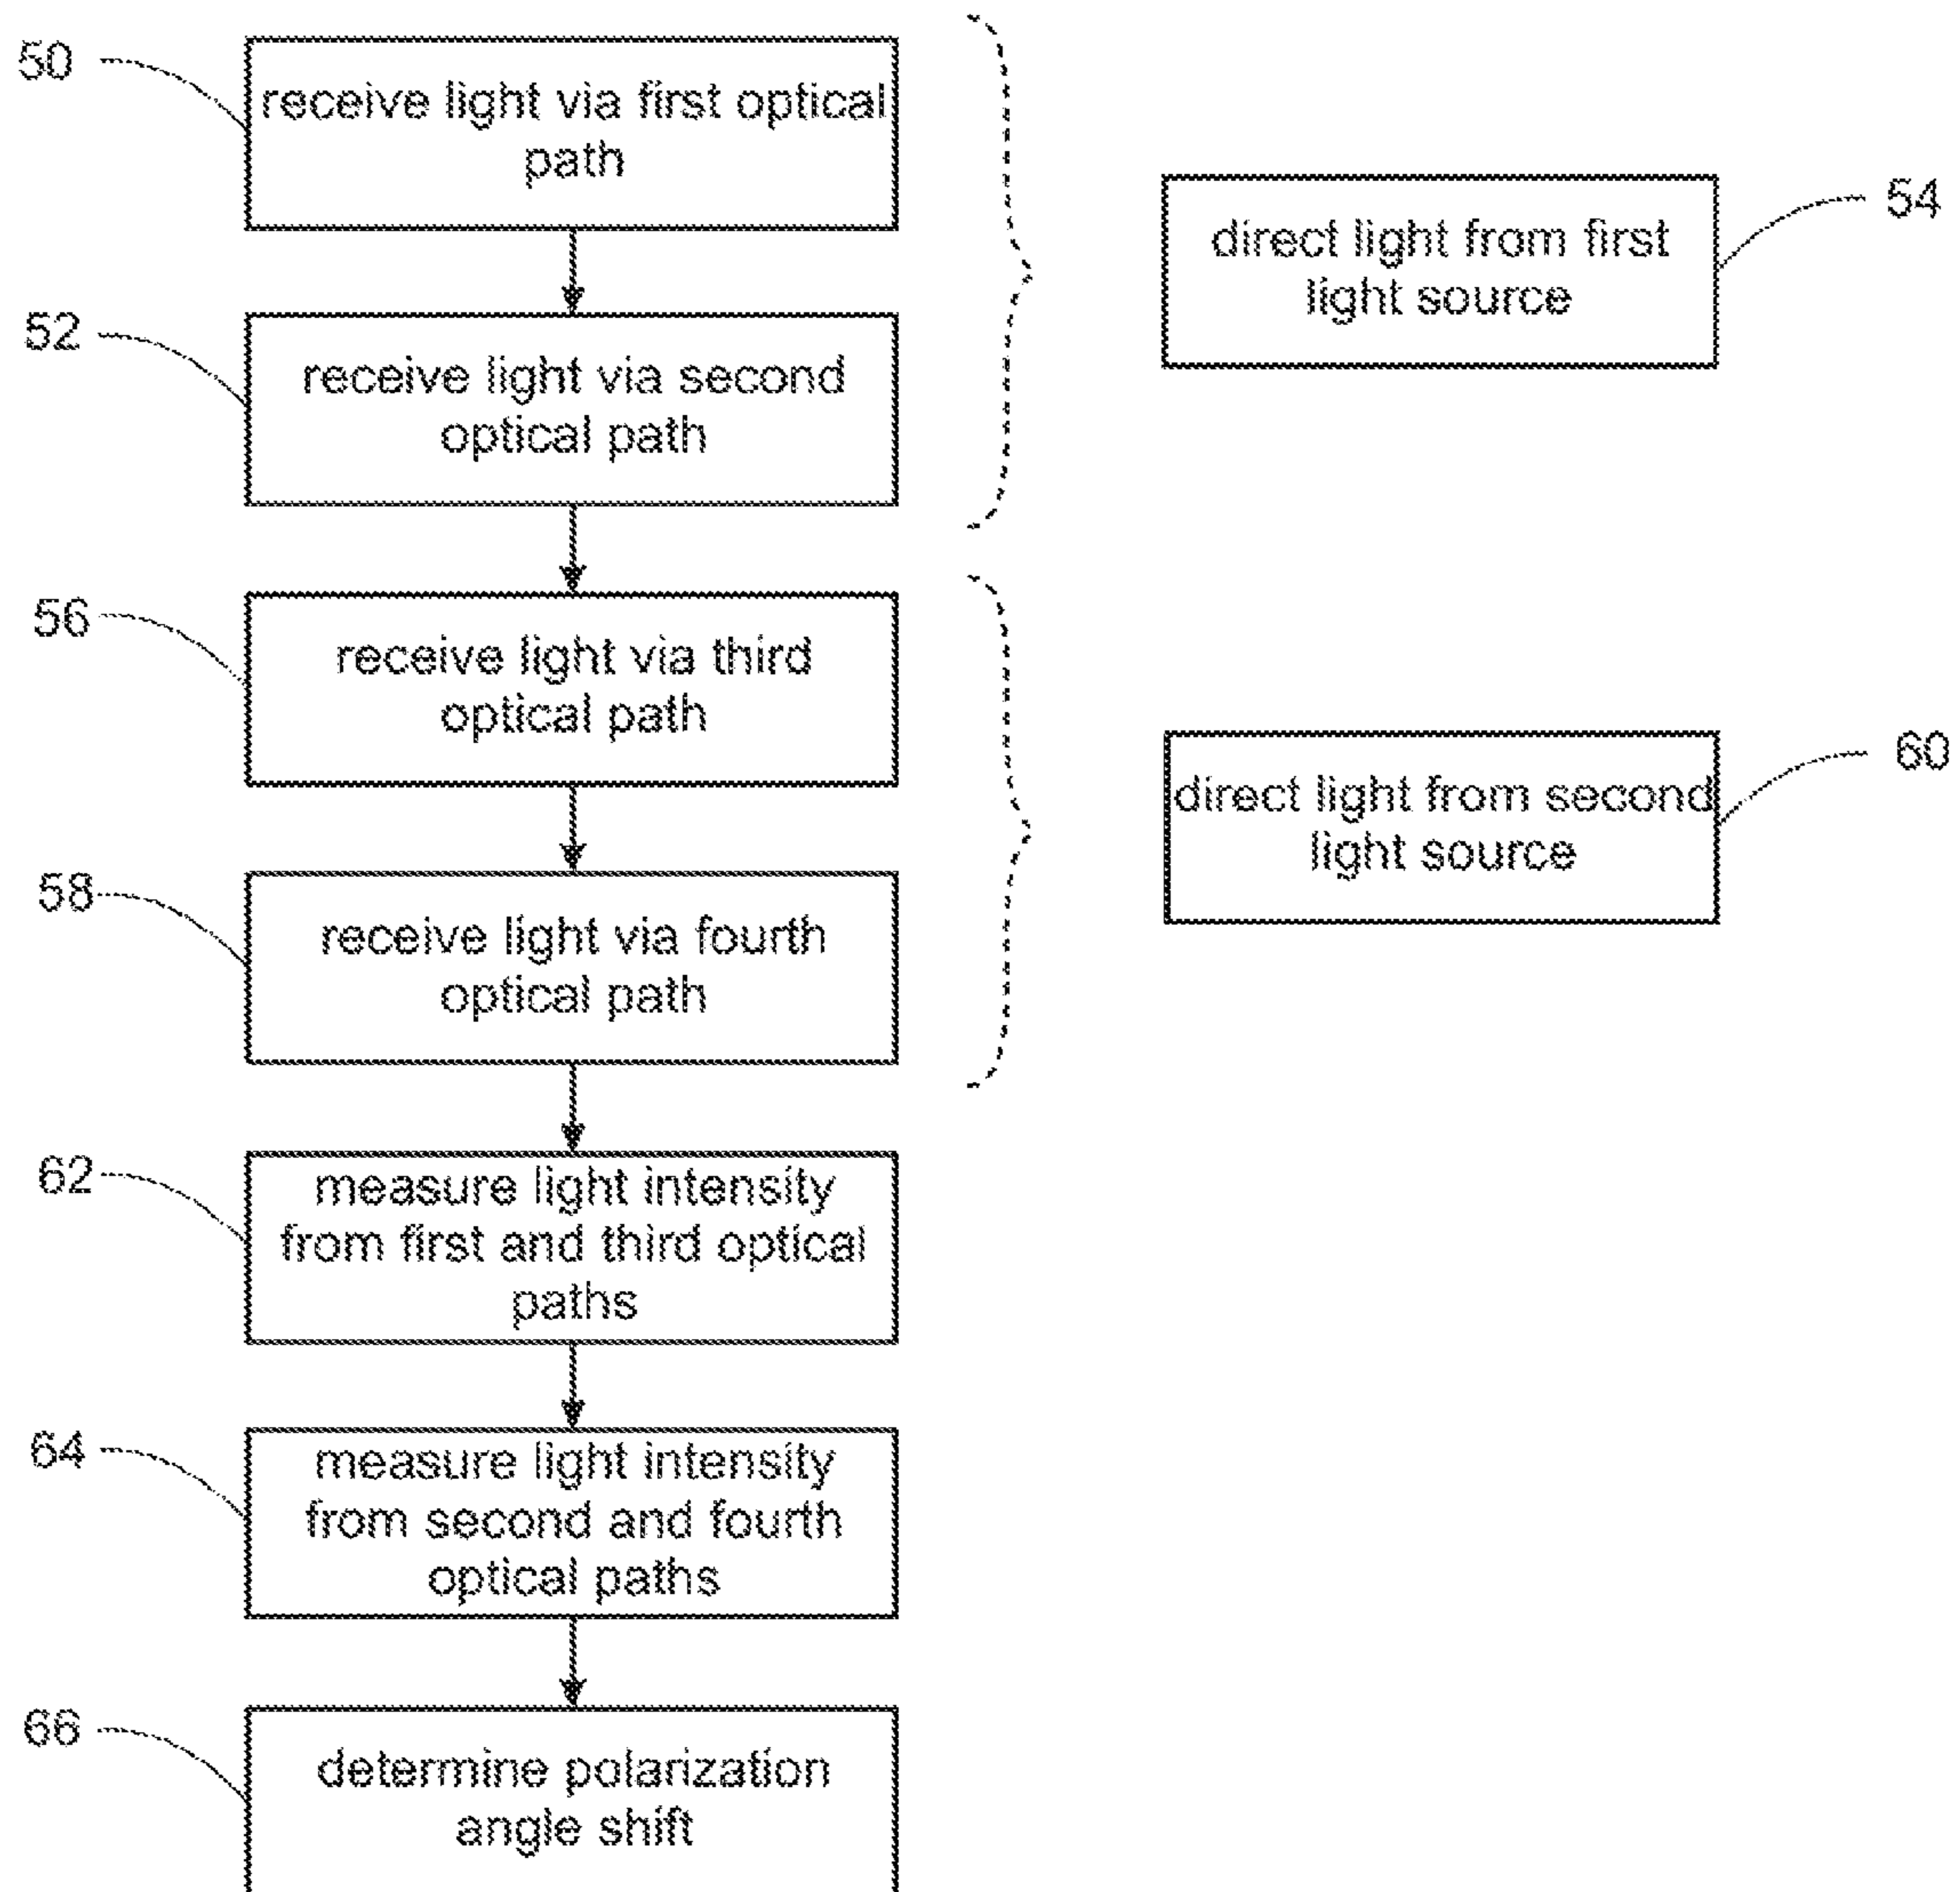 50
receive light via first optical
path
54
direct light from first
light source
52
receive light via second
optical path
56
receive light via third
optical path
60
direct light from second
light source
58
receive light via fourth
optical path
62
measure light intensity
from first and third optical
paths
64
measure light intensity
from second and fourth
optical paths
66
determine polarization
angle shift